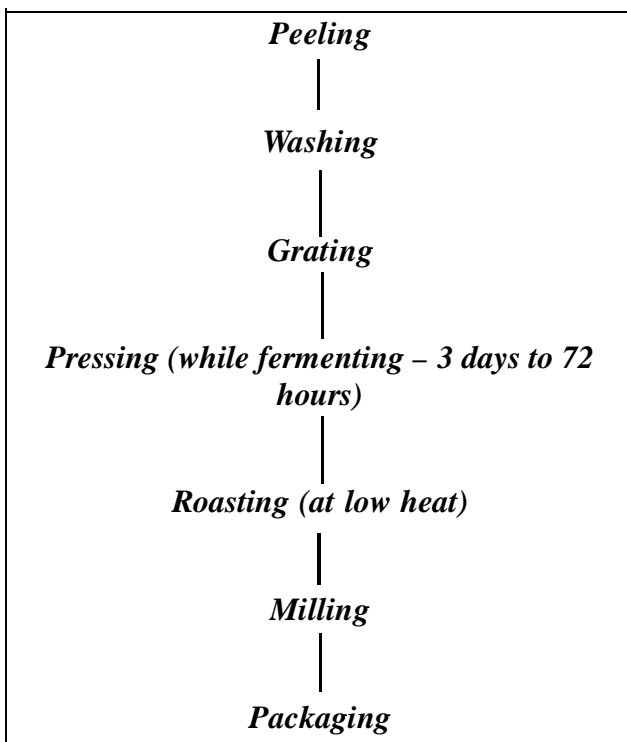 Peeling
Washing
Grating
Pressing (while fermenting – 3 days to 72
hours)
Roasting (at low heat)
Milling
Packaging